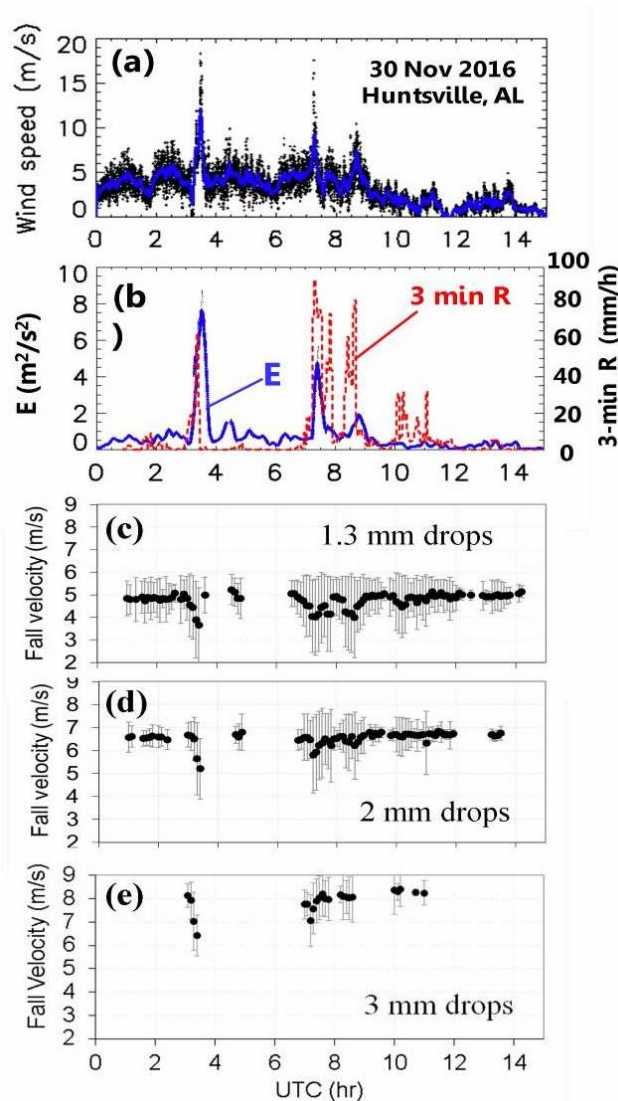 20
15
10
5
0
Wind speed (m/s)
(a)
30 Nov 2016
Huntsville, AL
0 2 4 6 8 10 12 14 15
10
8
6
4
2
0
E (m²/s²)
(b
)
E
3 min R
100
80
60
40
20
0
3-min R (mm/h)
0 2 4 6 8 10 12 14 15
9
8
7
6
5
4
3
2
Fall velocity (m/s)
(c)
1.3 mm drops
9
8
7
6
5
4
3
2
Fall velocity (m/s)
(d)
2 mm drops
9
8
7
6
5
4
3
2
Fall Velocity (m/s)
(e)
3 mm drops
0 2 4 6 8 10 12 14
UTC (hr)